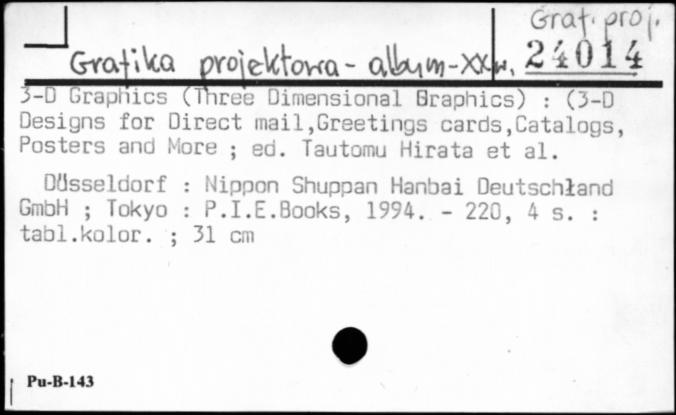 Graf. proj.
Grafika projektowa - album - XX w. 24014
3-D Graphics (Three Dimensional Graphics) : (3-D
Designs for Direct mail,Greetings cards,Catalogs,
Posters and More ; ed. Tautomu Hirata et al.
Düsseldorf : Nippon Shuppan Hanbai Deutschłand
GmbH ; Tokyo : P.I.E.Books, 1994. - 220, 4 s. :
tabl.kolor. ; 31 cm
Pu-B-143